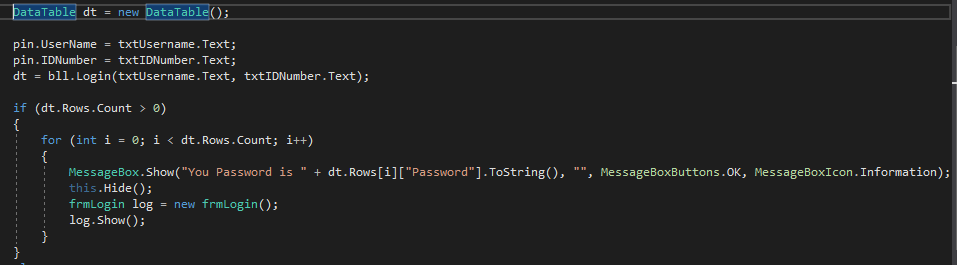 DataTable dt = new DataTable();
pin.UserName = txtUsername.Text;
pin.IDNumber = txtIDNumber.Text;
dt = bll.Login(txtUsername.Text, txtIDNumber.Text);
if (dt.Rows.Count > 0)
{
for (int i = 0; i < dt.Rows.Count; i++)
{
MessageBox.Show("You Password is " + dt.Rows[i]["Password"].ToString(), "", MessageBoxButtons.OK, MessageBoxIcon.Information);
this.Hide();
frmLogin log = new frmLogin();
log.Show();
}
}